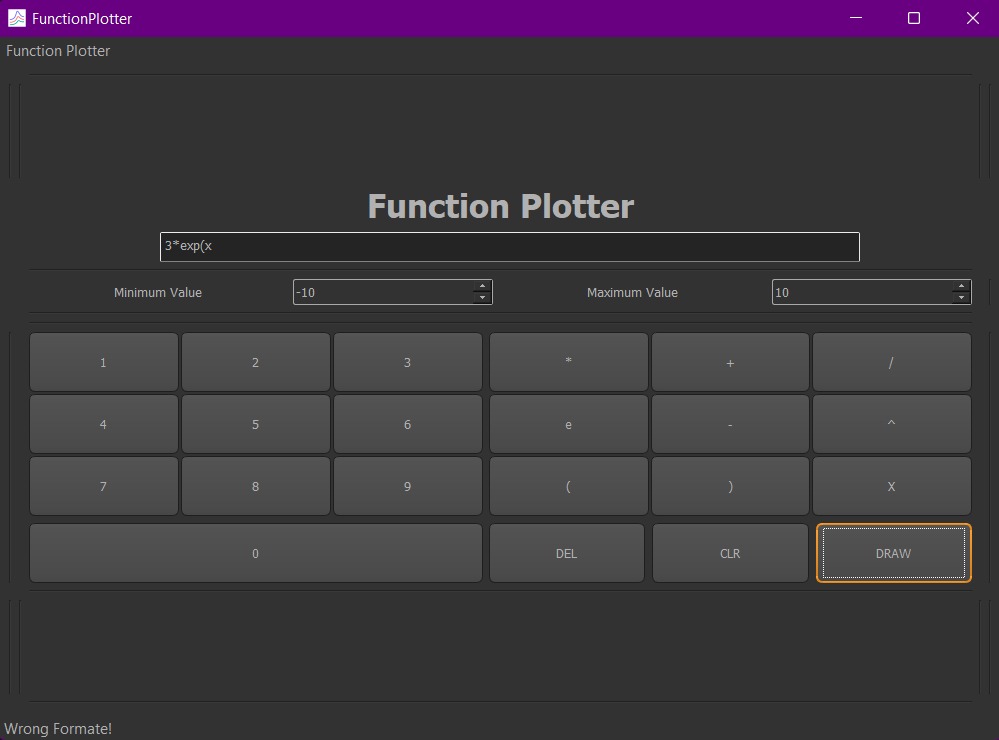 FunctionPlotter
Function Plotter
Function Plotter
3*exp(x
Minimum Value -10 Maximum Value 10
1 2 3 * + /
4 5 6 e - ^
7 8 9 ( ) X
0 DEL CLR DRAW
Wrong Formate!